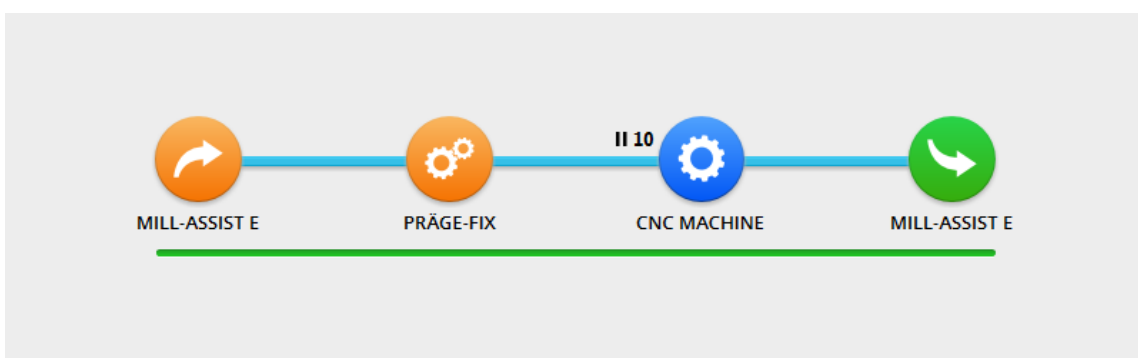 II 10
MILL-ASSIST E
PRÄGE-FIX
CNC MACHINE
MILL-ASSIST E